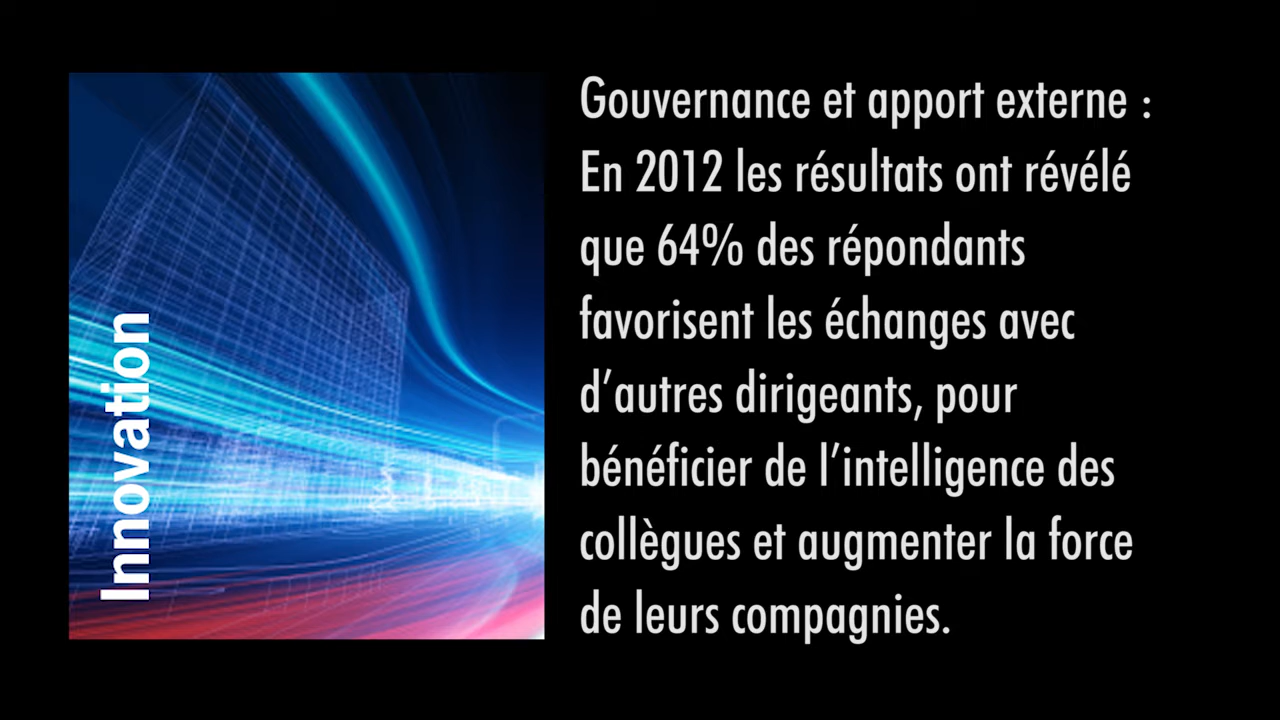 Innovation
Gouvernance et apport externe :
En 2012 les résultats ont révélé
que 64% des répondants
favorisent les échanges avec
d’autres dirigeants, pour
bénéficier de l’intelligence des
collègues et augmenter la force
de leurs compagnies.